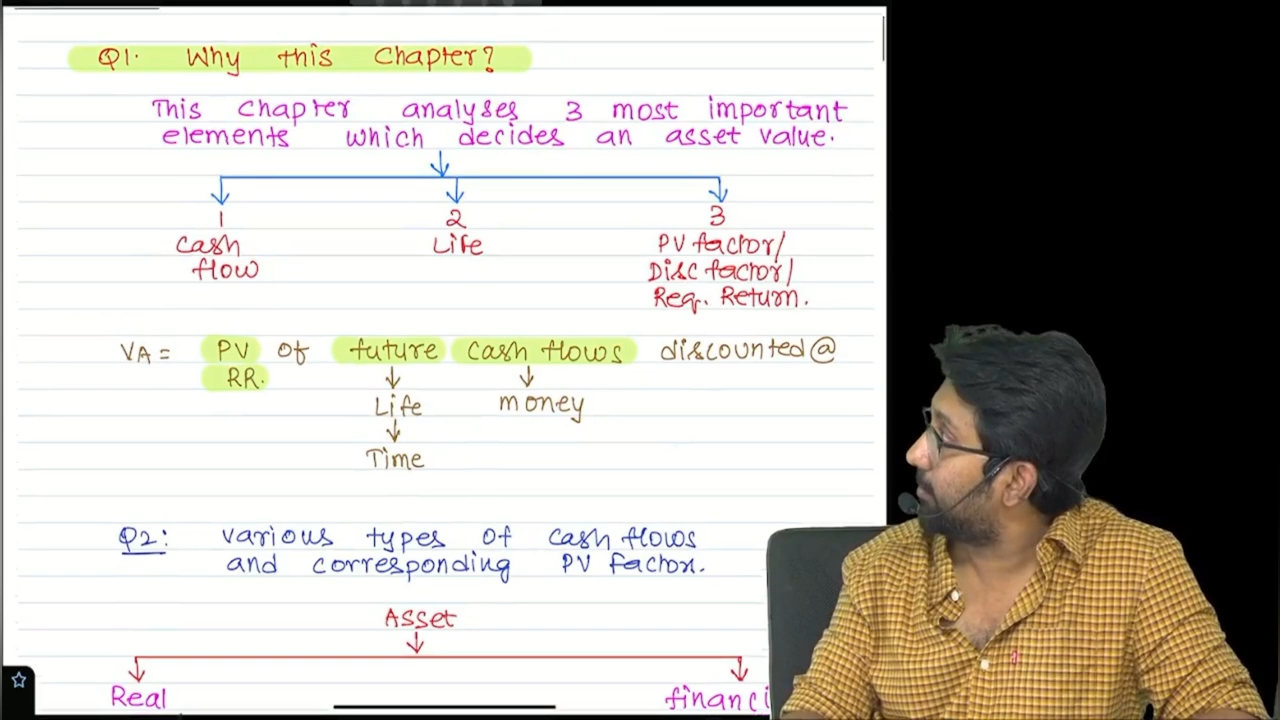 Q1. Why this Chapter?
This Chapter analyses 3 most important
elements which decides an asset value.
1 2 3
Cash Life PV factor/
flow Disc factor/
Req. Return.
VA = PV of future cash flows discounted @
RR.
Life money
Time
Q2: various types of cash flows
and corresponding PV factor.
Asset
Real financi